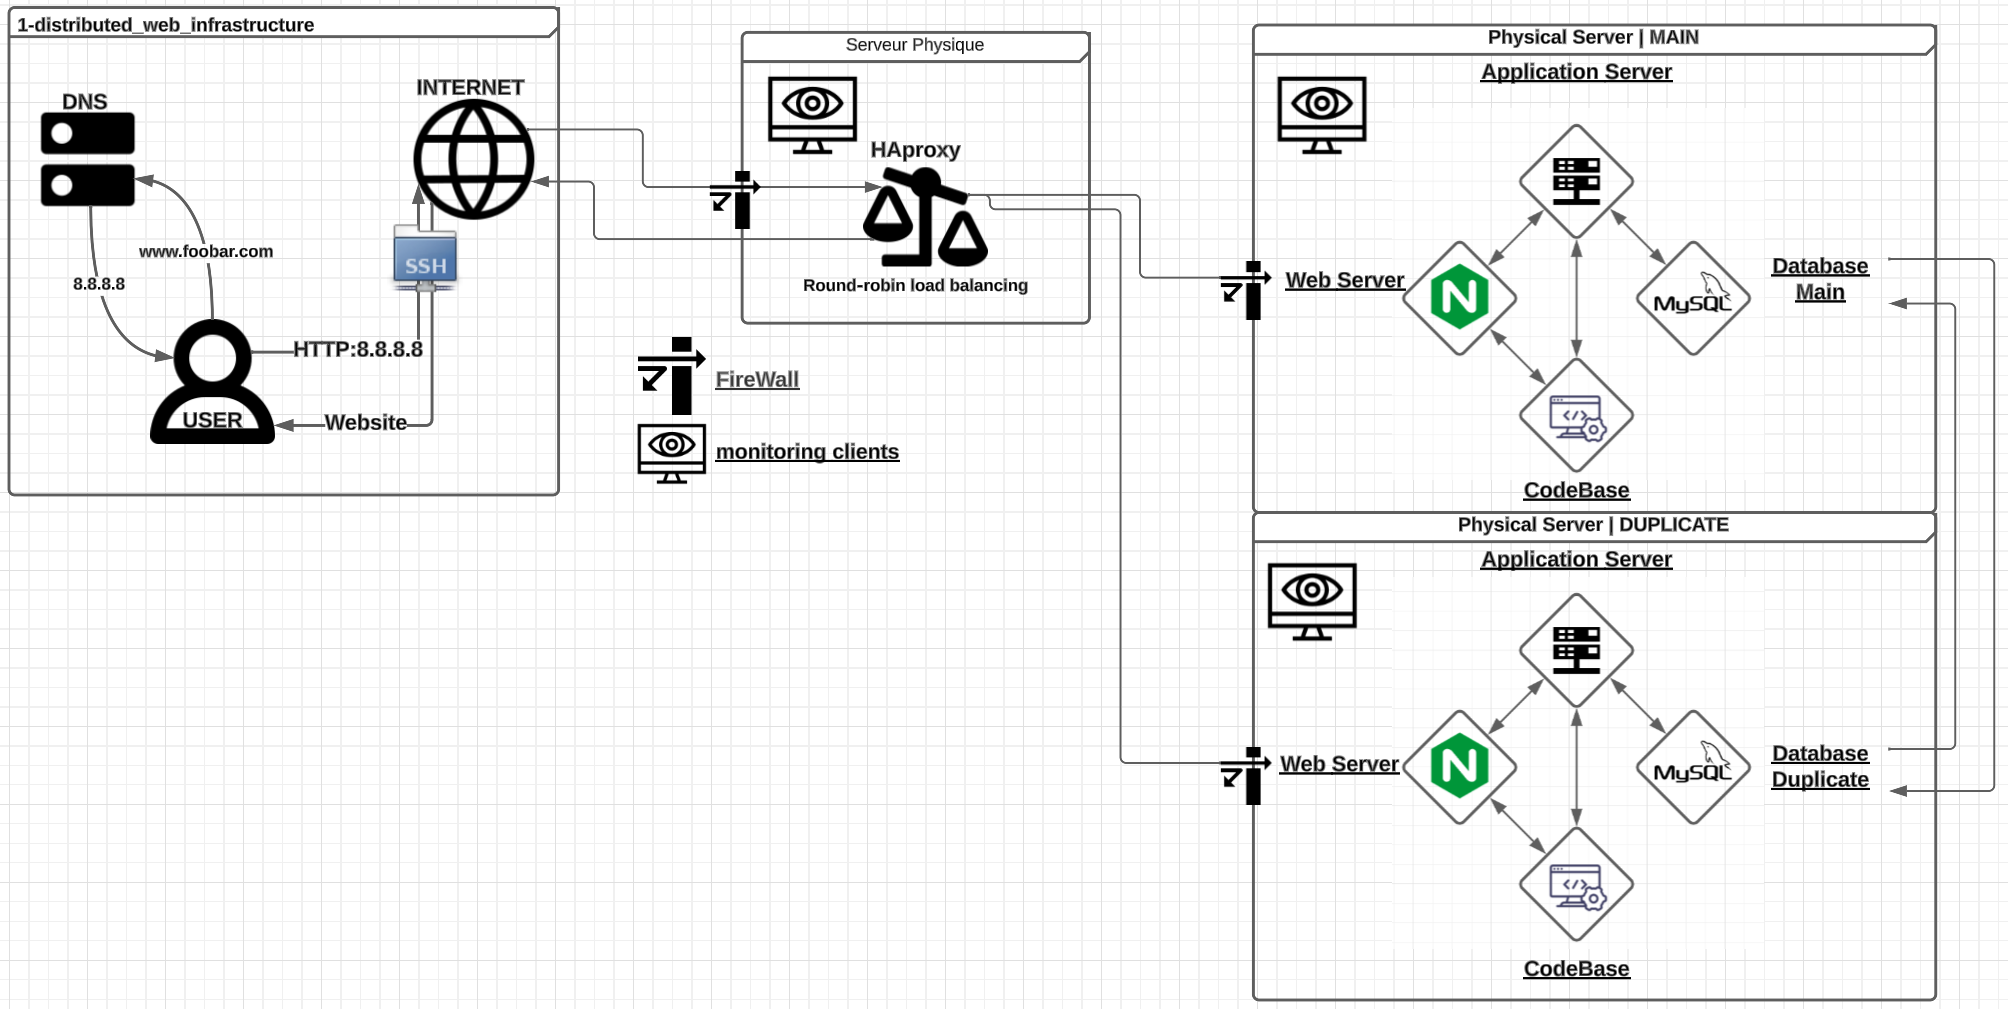 1-distributed_web_infrastructure
DNS
INTERNET
www.foobar.com
8.8.8.8
SSH
HTTP:8.8.8.8
USER
Website
Serveur Physique
HAproxy
Round-robin load balancing
FireWall
monitoring clients
Physical Server | MAIN
Application Server
Web Server
N
MySQL
Database
Main
CodeBase
Physical Server | DUPLICATE
Application Server
Web Server
N
MySQL
Database
Duplicate
CodeBase